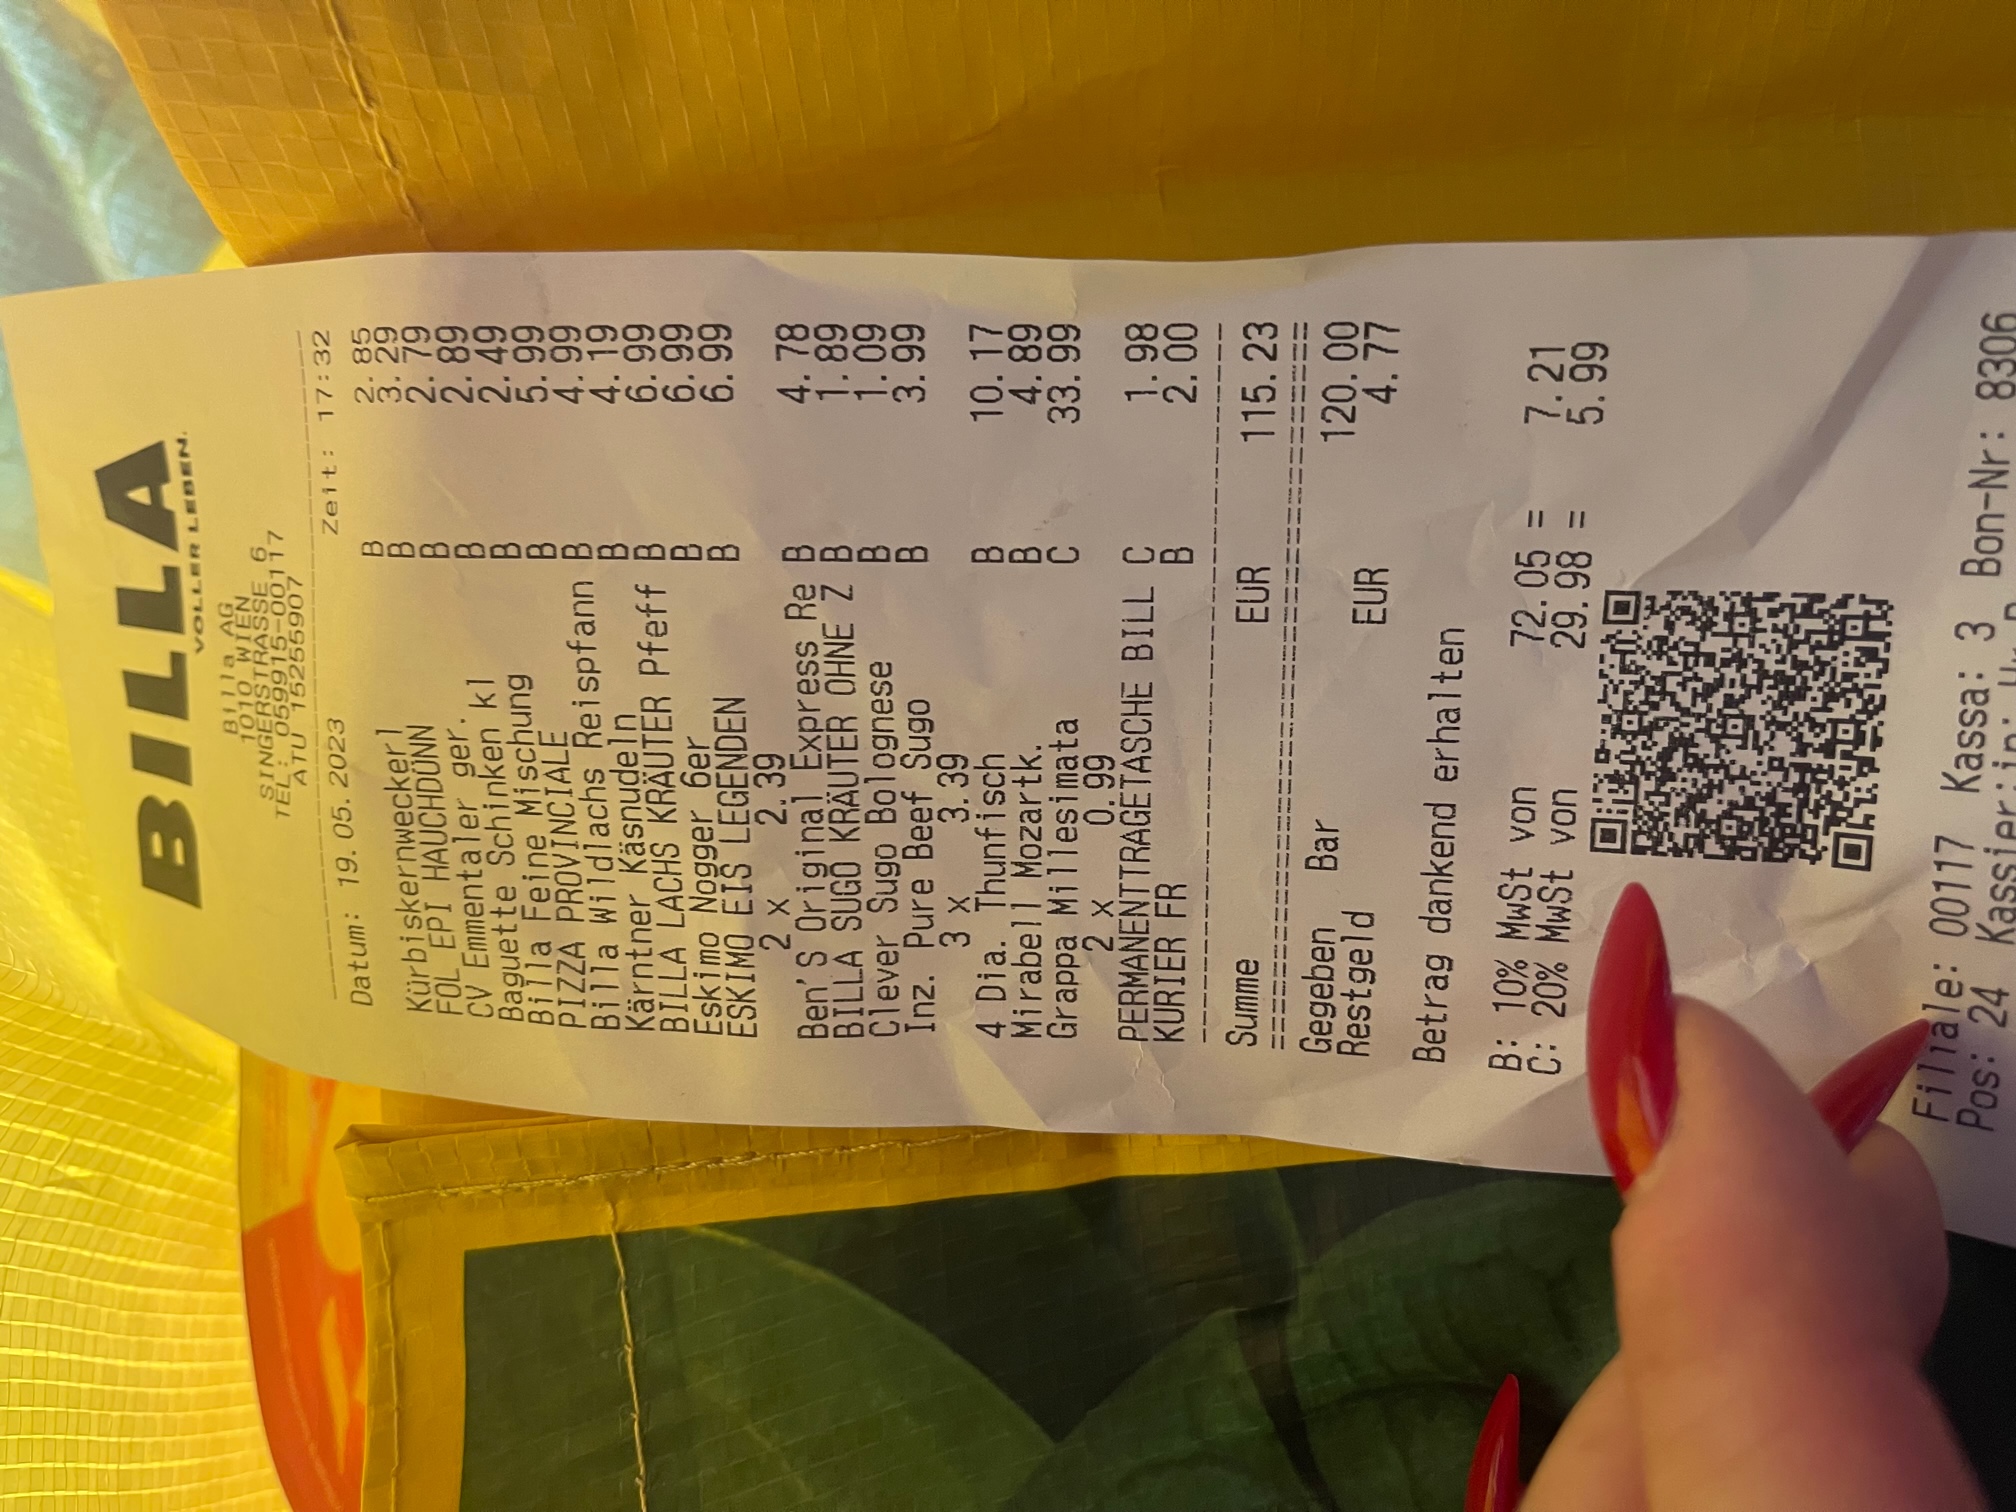 BILLA
VOLLER LEBEN.
Billa AG
1010 WIEN
SINGERSTRASSE 6
TEL.: 0599915-00117
ATU 15255907
Datum: 19.05.2023 Zeit: 17:32
Kürbiskernweckerl B 2.85
FOL EPI HAUCHDÜNN B 3.29
CV Emmentaler ger. B 2.79
Baguette Schinken kl B 2.89
Billa Feine Mischung B 2.49
PIZZA PROVINCIALE B 5.99
Billa Wildlachs Reispfann B 4.99
Kärntner Käsnudeln B 4.19
BILLA LACHS KRÄUTER Pfeff B 6.99
Eskimo Nogger 6er B 6.99
ESKIMO EIS LEGENDEN B 6.99
2 x 2.39
Ben'S Original Express Re B 4.78
BILLA SUGO KRÄUTER OHNE Z B 1.89
Clever Sugo Bolognese B 1.09
Inz. Pure Beef Sugo B 3.99
3 x 3.39
4 Dia. Thunfisch B 10.17
Mirabell Mozartk. B 4.89
Grappa Millesimata C 33.99
2 x 0.99
PERMANENTTRAGETASCHE BILL C 1.98
KURIER FR B 2.00
Summe EUR 115.23
Gegeben Bar 120.00
Restgeld EUR 4.77
Betrag dankend erhalten
B: 10% MwSt von 72.05 = 7.21
C: 20% MwSt von 29.98 = 5.99
Filiale: 00117 Kassa: 3 Bon-Nr: 8306
Pos: 24 Kassier:in: